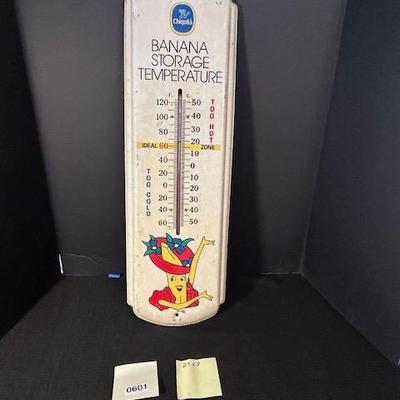 Chiquita
BANANA
STORAGE
TEMPERATURE
F. C.
120 50
100 40
80 30
20
IDEAL 60 ZONE
40 10
20 0
0 10
20 20
30
40 40
60 50
TOO HOT
TOO COLD
0601